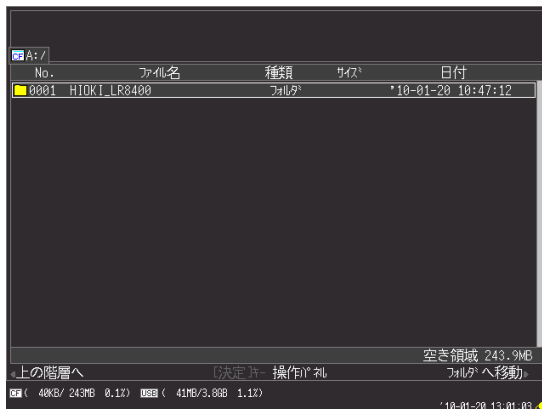 CF A:/
No. ﾌｧｲﾙ名 種類 ｻｲｽﾞ 日付
0001 HIOKI_LR8400 ﾌｫﾙﾀﾞ '10-01-20 10:47:12
空き領域 243.9MB
上の階層へ [決定]ｷｰ 操作ﾊﾟﾈﾙ ﾌｫﾙﾀﾞへ移動
CF ( 40KB/ 243MB 0.1%) USB ( 41MB/3.8GB 1.1%)
'10-01-20 13:01:03